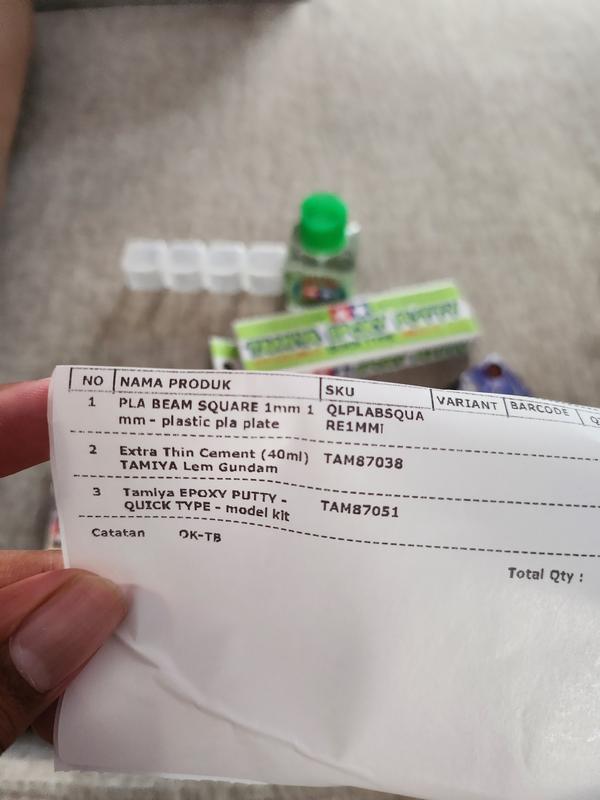 NO NAMA PRODUK SKU VARIANT BARCODE
1 PLA BEAM SQUARE 1mm 1 QLPLABSQUA
mm - plastic pla plate RE1MM1
2 Extra Thin Cement (40ml) TAM87038
TAMIYA Lem Gundam
3 Tamiya EPOXY PUTTY - TAM87051
QUICK TYPE - model kit
Catatan OK-TB
Total Qty :